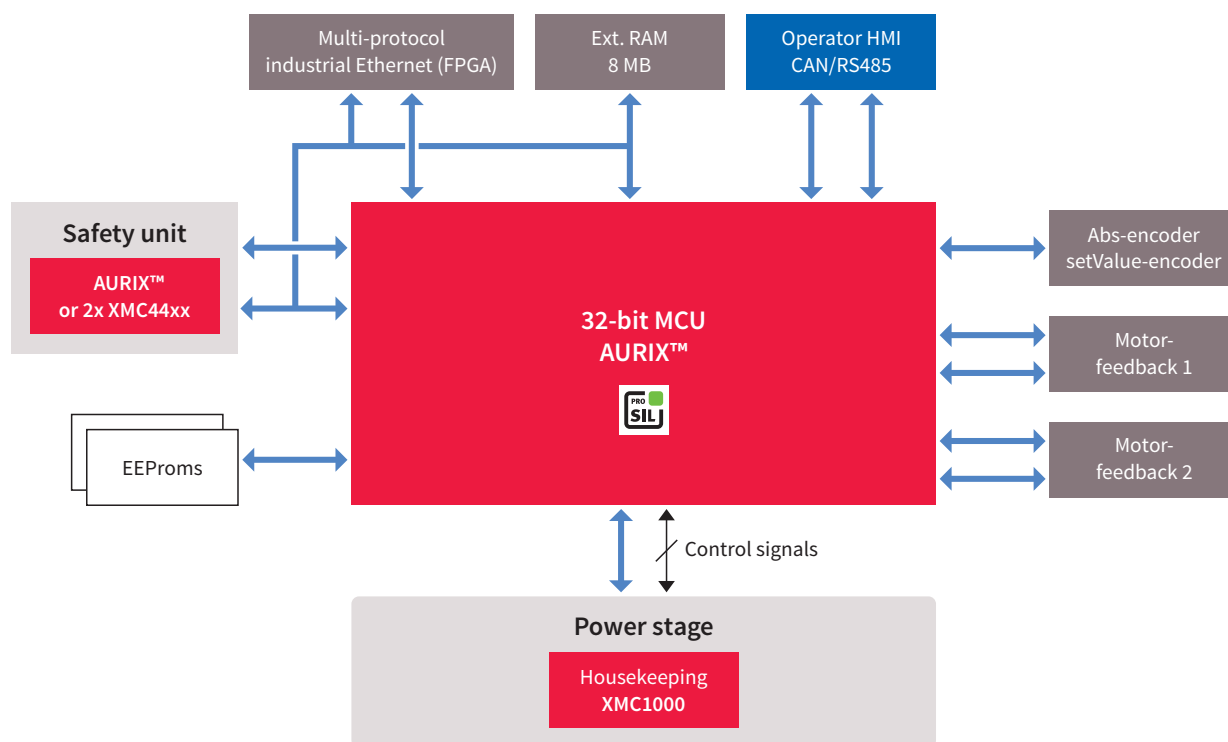 Multi-protocol
industrial Ethernet (FPGA)
Ext. RAM
8 MB
Operator HMI
CAN/RS485
Safety unit
AURIX™
or 2x XMC44xx
32-bit MCU
AURIX™
PRO
SIL
Abs-encoder
setValue-encoder
Motor-
feedback 1
EEProms
Motor-
feedback 2
Control signals
Power stage
Housekeeping
XMC1000